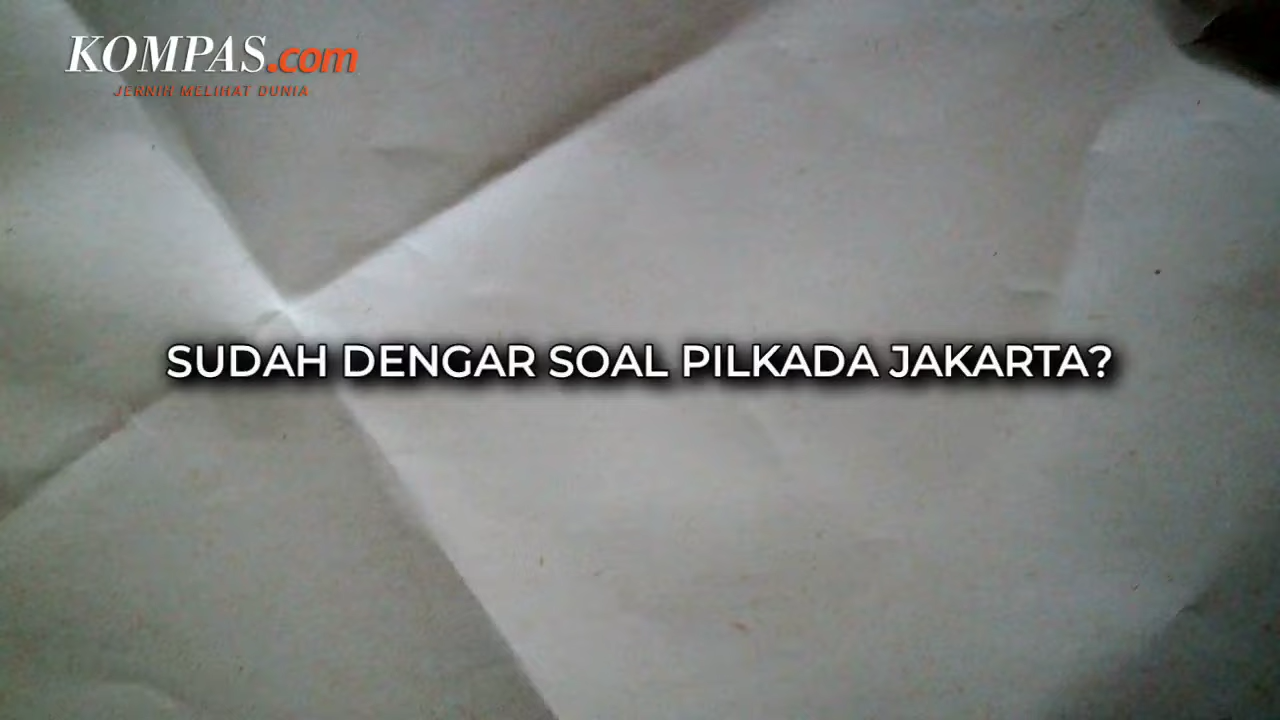 KOMPAS.com
JERNIH MELIHAT DUNIA
SUDAH DENGAR SOAL PILKADA JAKARTA?